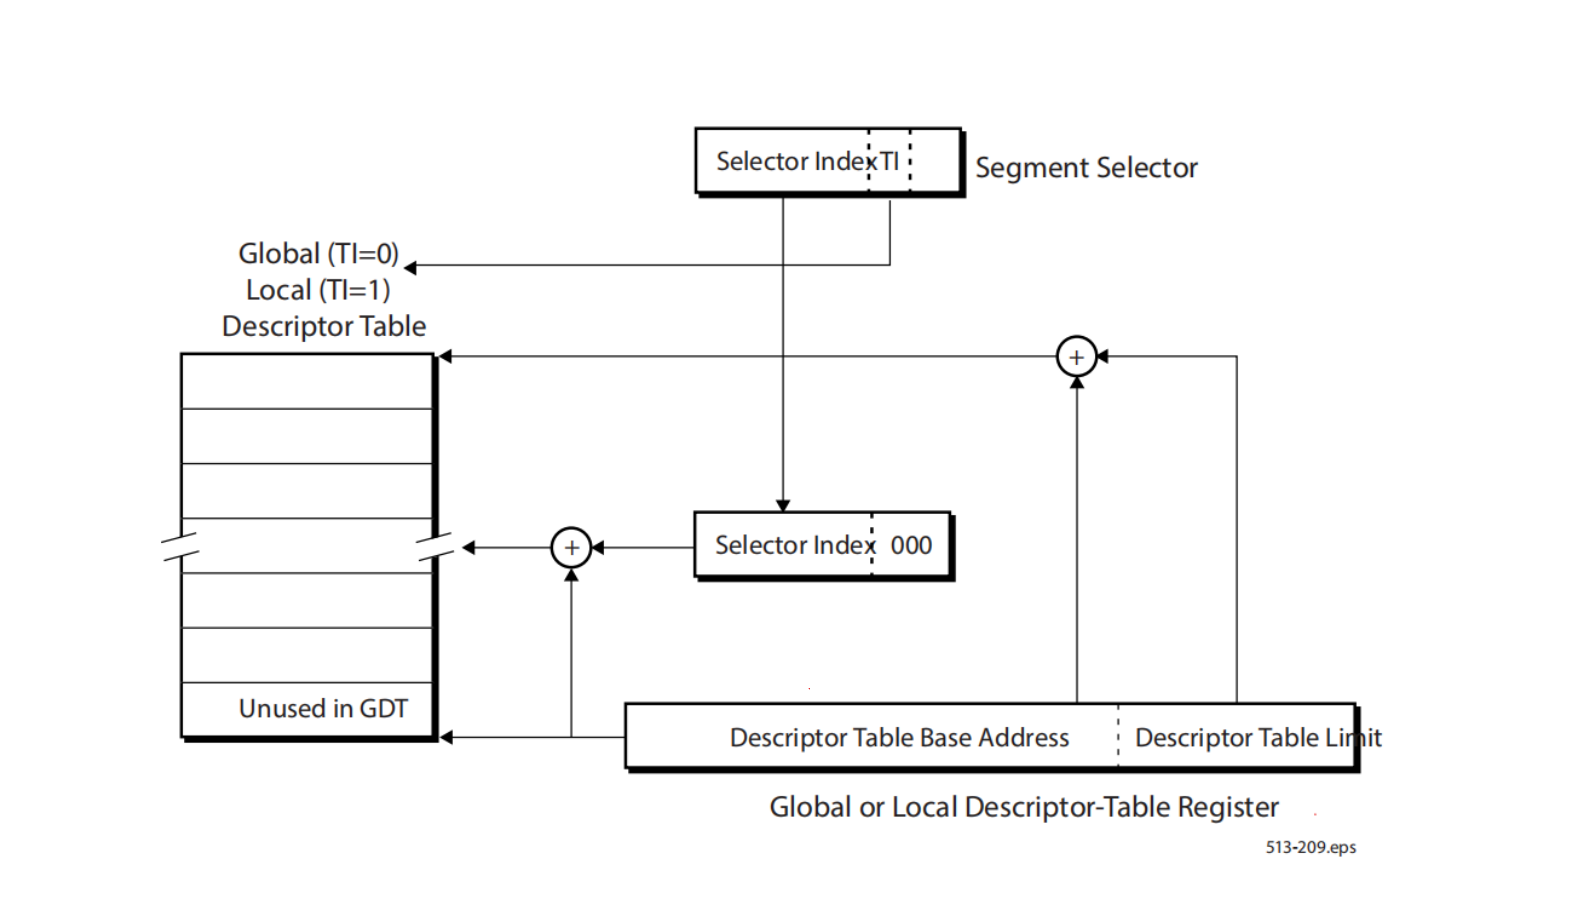 Selector Index TI
Segment Selector
Global (TI=0)
Local (TI=1)
Descriptor Table
+
+
Selector Index 000
Unused in GDT
Descriptor Table Base Address
Descriptor Table Limit
Global or Local Descriptor-Table Register
513-209.eps